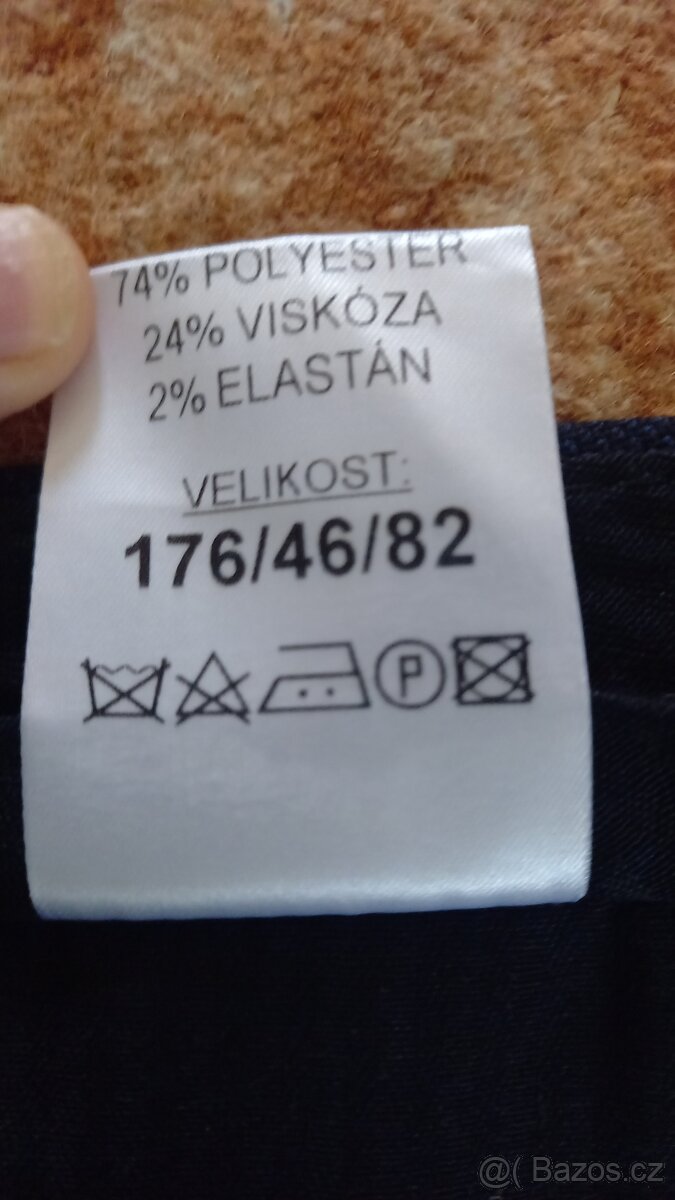 74% POLYESTER
24% VISKÓZA
2% ELASTÁN
VELIKOST:
176/46/82
P
@( Bazos.cz